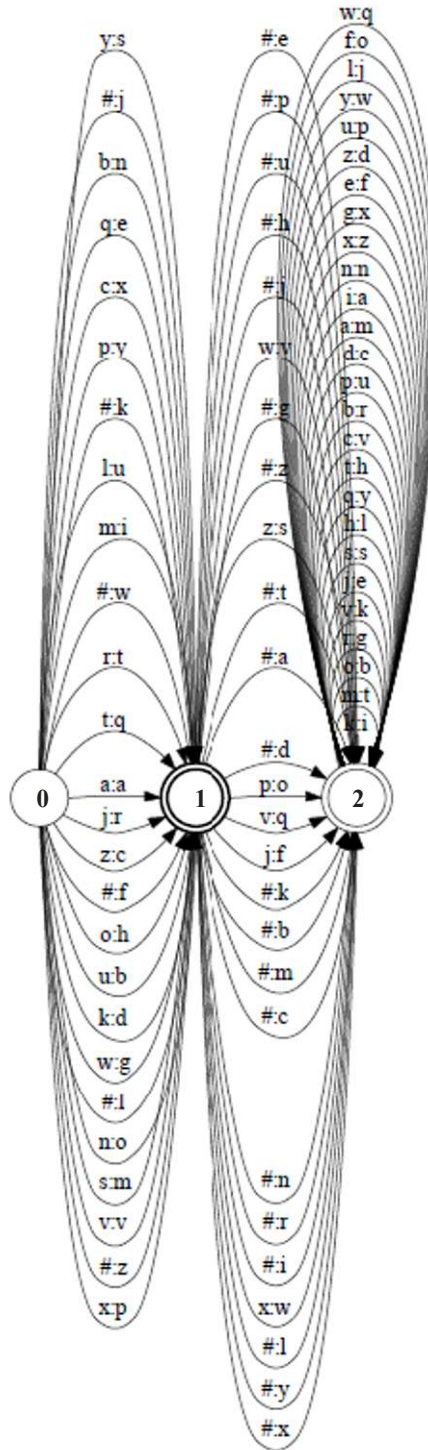 y:s
#:j
b:n
q:e
c:x
p:y
#:k
l:u
m:i
#:w
r:t
t:q
a:a
j:r
z:c
#:f
o:h
u:b
k:d
w:g
#:l
n:o
s:m
v:v
#:z
x:p
#:e
#:p
#:u
#:h
#:j
w:v
#:g
#:z
z:s
#:t
#:a
#:d
p:o
v:q
j:f
#:k
#:b
#:m
#:c
#:n
#:r
#:i
x:w
#:l
#:y
#:x
w:q
f:o
l:j
y:w
u:p
z:d
e:f
g:x
x:z
n:n
i:a
a:m
d:c
p:u
b:r
c:v
t:h
q:y
h:l
s:s
j:e
v:k
r:g
o:b
m:t
k:i
0 1 2